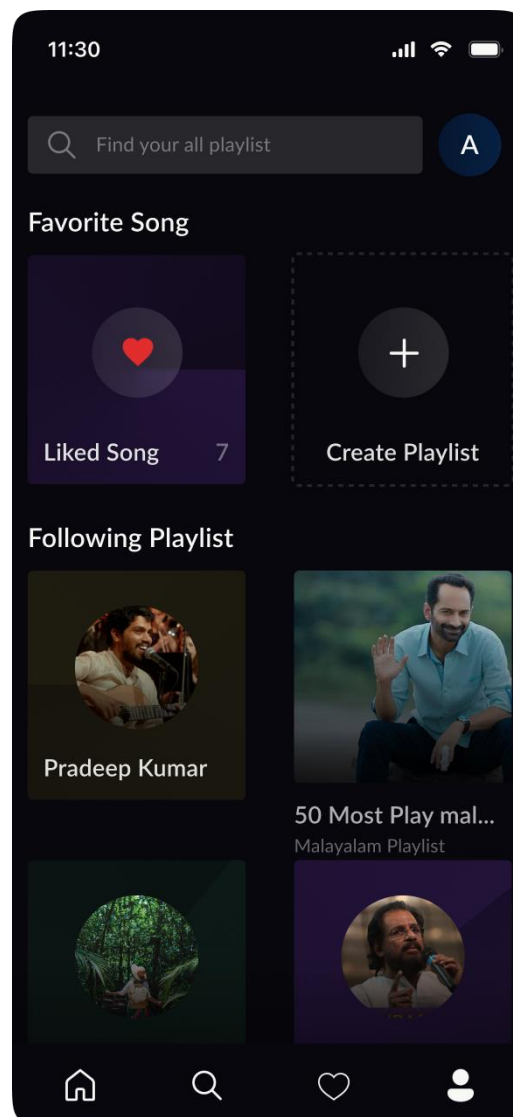 11:30
Find your all playlist
A
Favorite Song
Liked Song 7
Create Playlist
Following Playlist
Pradeep Kumar
50 Most Play mal...
Malayalam Playlist